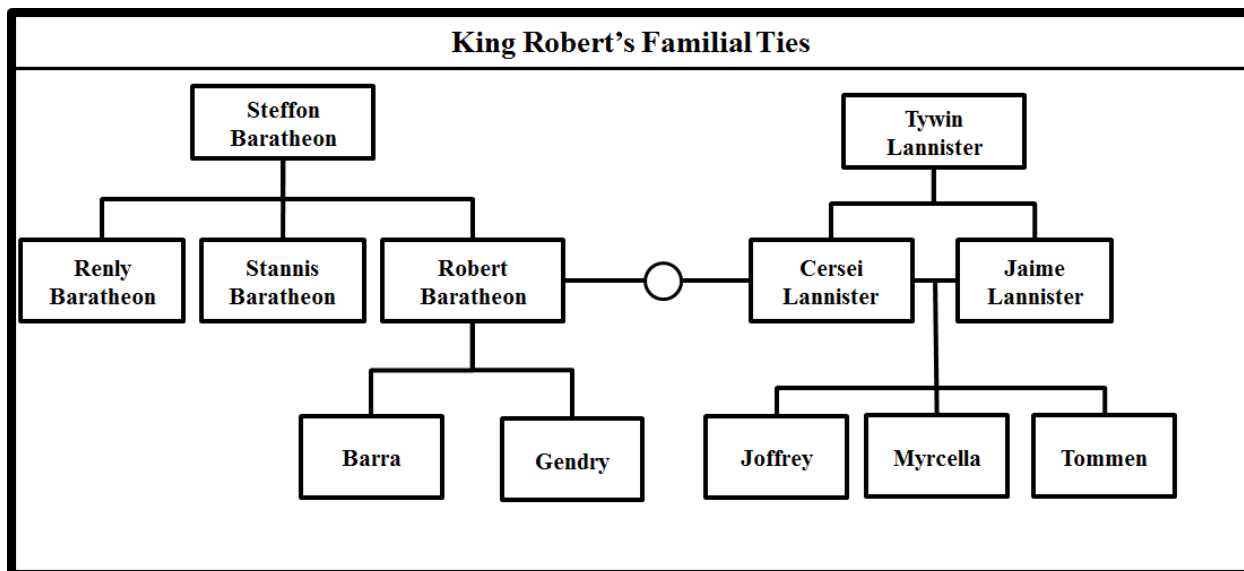 King Robert's Familial Ties
Steffon
Baratheon
Tywin
Lannister
Renly
Baratheon
Stannis
Baratheon
Robert
Baratheon
Cersei
Lannister
Jaime
Lannister
Barra
Gendry
Joffrey
Myrcella
Tommen